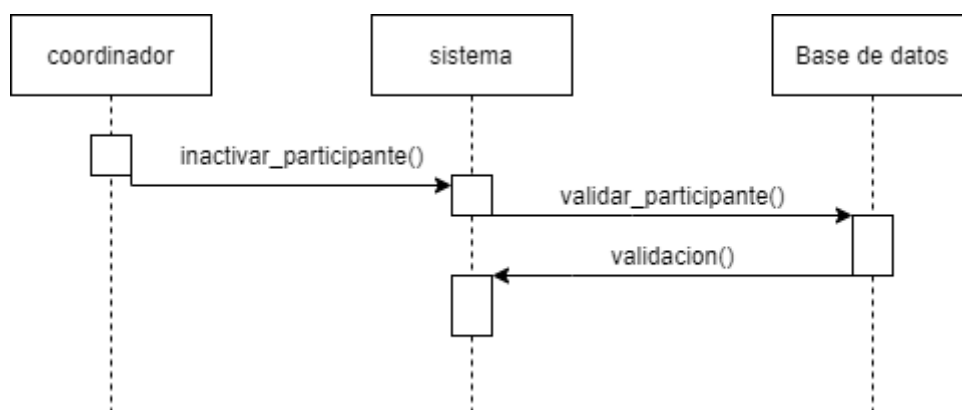 coordinador
sistema
Base de datos
inactivar_participante()
validar_participante()
validacion()